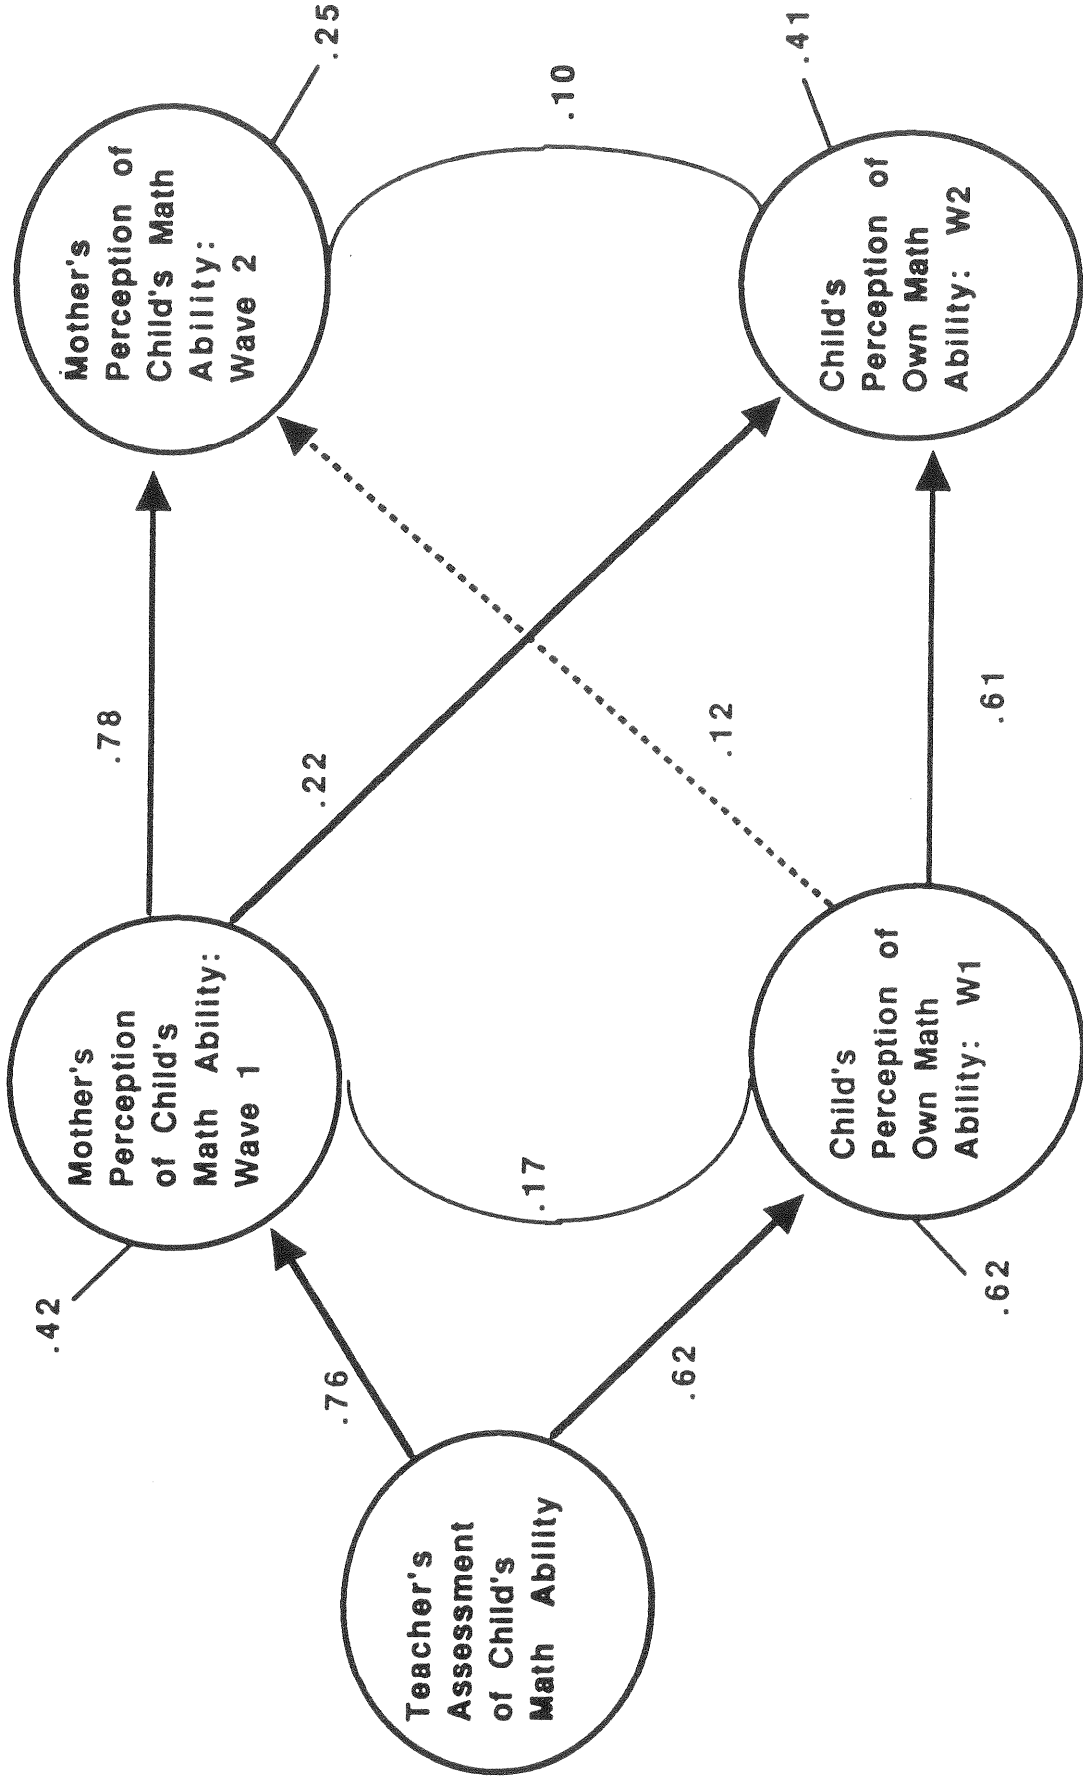 Mother's
Perception of
Child's Math
Ability:
Wave 2
.25
.10
.41
Child's
Perception of
Own Math
Ability: W2
.78
.22
.12
.61
Mother's
Perception
of Child's
Math Ability:
Wave 1
.42
.17
Child's
Perception of
Own Math
Ability: W1
.62
.76
.62
Teacher's
Assessment
of Child's
Math Ability